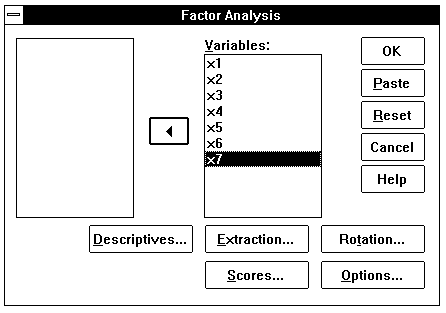 Factor Analysis
Variables:
x1
x2
x3
x4
x5
x6
x7
OK
Paste
Reset
Cancel
Help
Descriptives...
Extraction...
Rotation...
Scores...
Options...